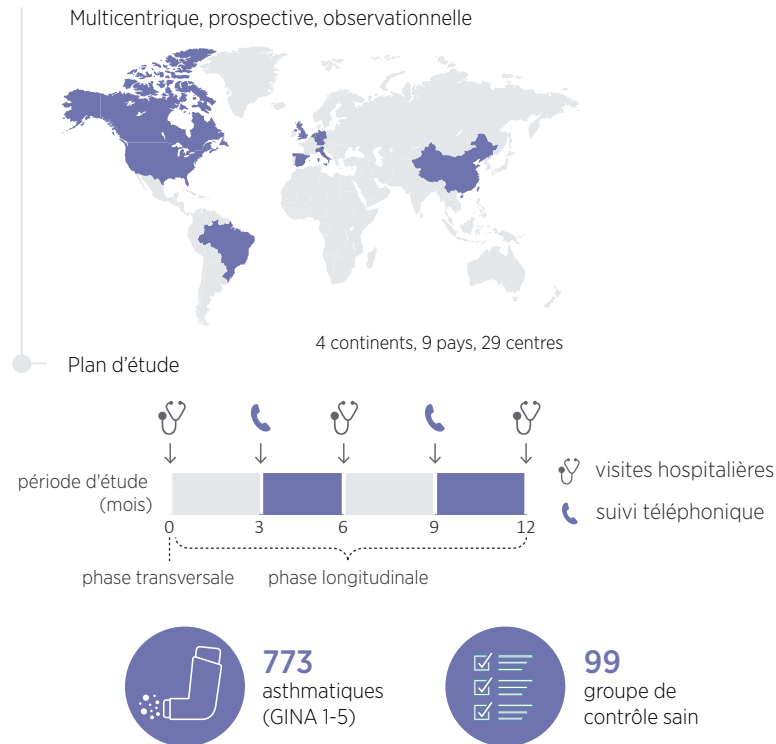 Multicentrique, prospective, observationnelle
4 continents, 9 pays, 29 centres
Plan d’étude
période d'étude
(mois)
0 3 6 9 12
visites hospitalières
suivi téléphonique
phase transversale phase longitudinale
773
asthmatiques
(GINA 1-5)
99
groupe de
contrôle sain